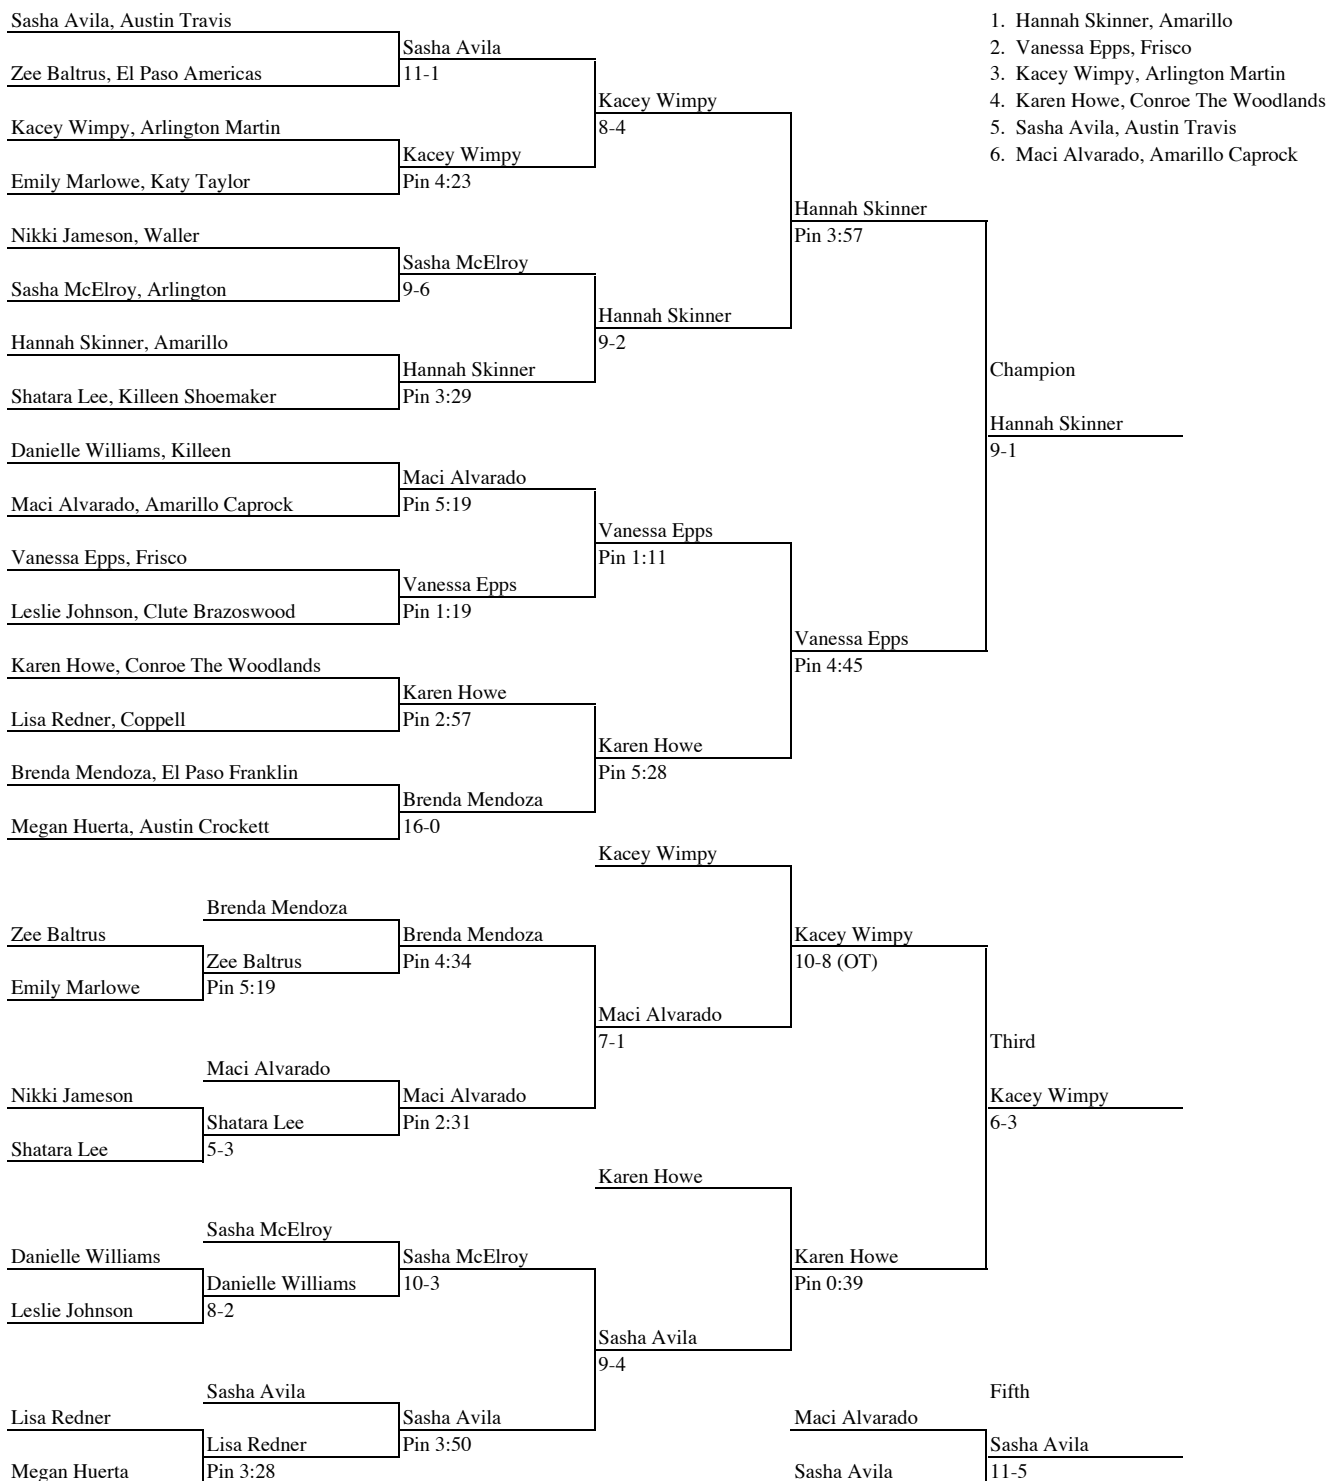 Sasha Avila, Austin Travis
1. Hannah Skinner, Amarillo
Sasha Avila
2. Vanessa Epps, Frisco
Zee Baltrus, El Paso Americas
11-1
3. Kacey Wimpy, Arlington Martin
Kacey Wimpy
4. Karen Howe, Conroe The Woodlands
Kacey Wimpy, Arlington Martin
8-4
5. Sasha Avila, Austin Travis
Kacey Wimpy
6. Maci Alvarado, Amarillo Caprock
Emily Marlowe, Katy Taylor
Pin 4:23
Hannah Skinner
Nikki Jameson, Waller
Pin 3:57
Sasha McElroy
Sasha McElroy, Arlington
9-6
Hannah Skinner
Hannah Skinner, Amarillo
9-2
Hannah Skinner
Champion
Shatara Lee, Killeen Shoemaker
Pin 3:29
Hannah Skinner
Danielle Williams, Killeen
9-1
Maci Alvarado
Maci Alvarado, Amarillo Caprock
Pin 5:19
Vanessa Epps
Vanessa Epps, Frisco
Pin 1:11
Vanessa Epps
Leslie Johnson, Clute Brazoswood
Pin 1:19
Vanessa Epps
Karen Howe, Conroe The Woodlands
Pin 4:45
Karen Howe
Lisa Redner, Coppell
Pin 2:57
Karen Howe
Brenda Mendoza, El Paso Franklin
Pin 5:28
Brenda Mendoza
Megan Huerta, Austin Crockett
16-0
Kacey Wimpy
Brenda Mendoza
Zee Baltrus
Brenda Mendoza
Kacey Wimpy
Zee Baltrus
Pin 4:34
10-8 (OT)
Emily Marlowe
Pin 5:19
Maci Alvarado
7-1
Third
Maci Alvarado
Nikki Jameson
Maci Alvarado
Kacey Wimpy
Shatara Lee
Pin 2:31
6-3
Shatara Lee
5-3
Karen Howe
Sasha McElroy
Danielle Williams
Sasha McElroy
Karen Howe
Danielle Williams
10-3
Pin 0:39
Leslie Johnson
8-2
Sasha Avila
9-4
Sasha Avila
Fifth
Lisa Redner
Sasha Avila
Maci Alvarado
Lisa Redner
Pin 3:50
Sasha Avila
Megan Huerta
Pin 3:28
Sasha Avila
11-5